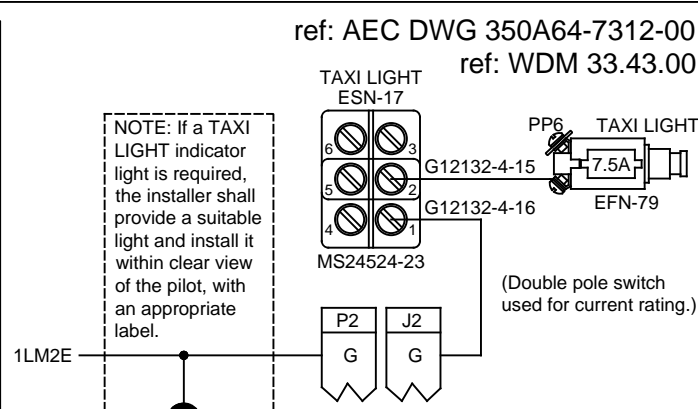 ref: AEC DWG 350A64-7312-00
ref: WDM 33.43.00
TAXI LIGHT
ESN-17
NOTE: If a TAXI
LIGHT indicator
light is required,
the installer shall
provide a suitable
light and install it
within clear view
of the pilot, with
an appropriate
label.
6
3
5
2
4
1
MS24524-23
G12132-4-15
G12132-4-16
PP6
TAXI LIGHT
7.5A
EFN-79
(Double pole switch
used for current rating.)
P2
J2
G
G
1LM2E